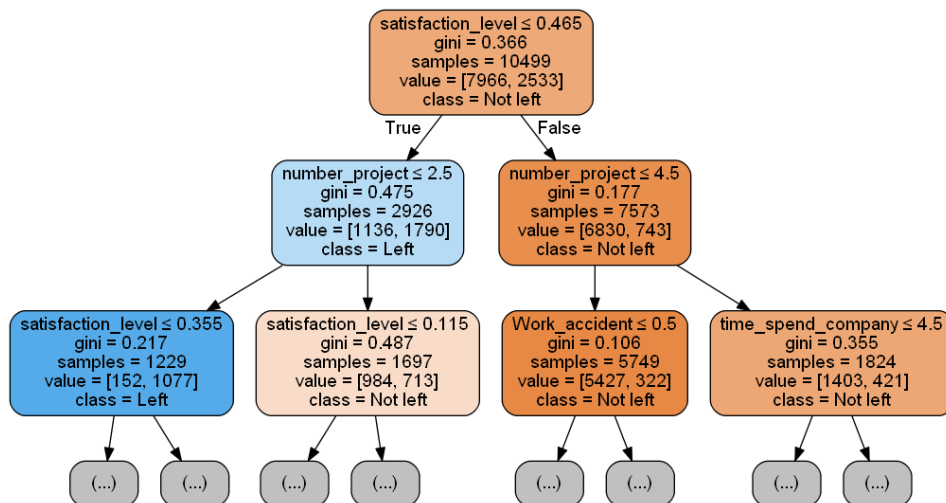 satisfaction_level ≤ 0.465
gini = 0.366
samples = 10499
value = [7966, 2533]
class = Not left
True
False
number_project ≤ 2.5
gini = 0.475
samples = 2926
value = [1136, 1790]
class = Left
number_project ≤ 4.5
gini = 0.177
samples = 7573
value = [6830, 743]
class = Not left
satisfaction_level ≤ 0.355
gini = 0.217
samples = 1229
value = [152, 1077]
class = Left
satisfaction_level ≤ 0.115
gini = 0.487
samples = 1697
value = [984, 713]
class = Not left
Work_accident ≤ 0.5
gini = 0.106
samples = 5749
value = [5427, 322]
class = Not left
time_spend_company ≤ 4.5
gini = 0.355
samples = 1824
value = [1403, 421]
class = Not left
(...)
(...)
(...)
(...)
(...)
(...)
(...)
(...)